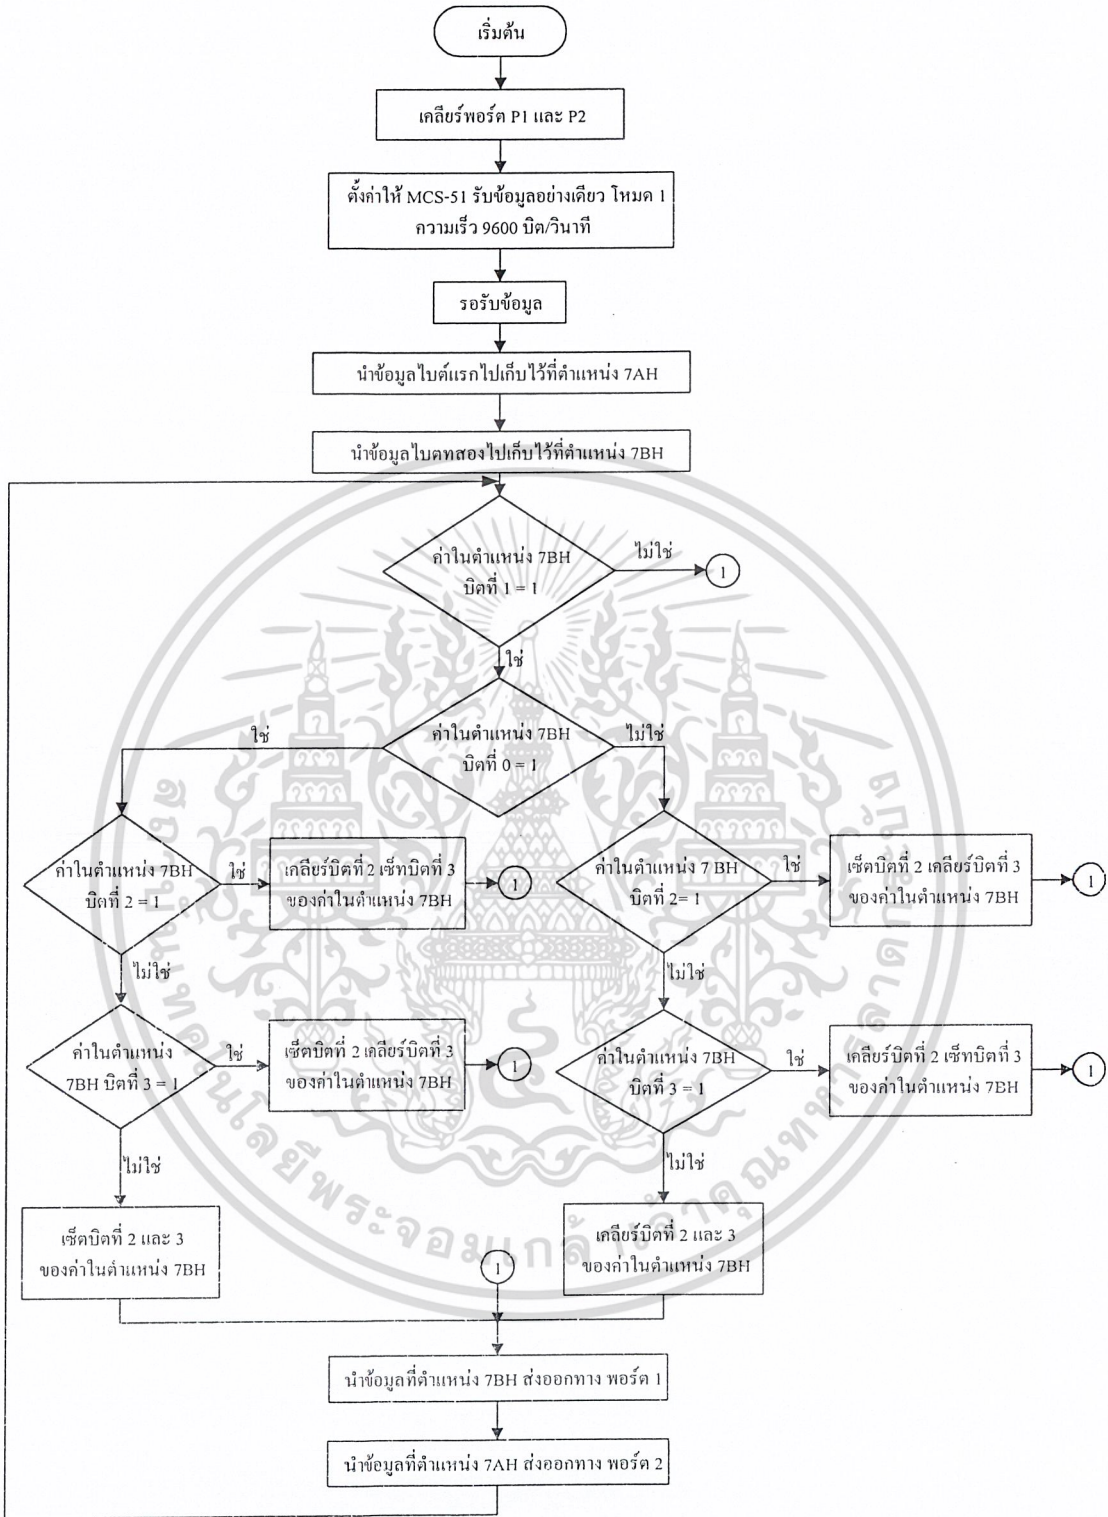 เริ่มต้น
เคลียร์พอร์ต P1 และ P2
ตั้งค่าให้ MCS-51 รับข้อมูลอย่างเดียว โหมด 1
ความเร็ว 9600 บิต/วินาที
รอรับข้อมูล
นำข้อมูลไบต์แรกไปเก็บไว้ที่ตำแหน่ง 7AH
นำข้อมูลไบตทสองไปเก็บไว้ที่ตำแหน่ง 7BH
ค่าในตำแหน่ง 7BH
บิตที่ 1 = 1
ไม่ใช่
1
ใช่
ค่าในตำแหน่ง 7BH
บิตที่ 0 = 1
ใช่
ไม่ใช่
ค่าในตำแหน่ง 7BH
บิตที่ 2 = 1
ใช่
เคลียร์บิตที่ 2 เซ็ทบิตที่ 3
ของค่าในตำแหน่ง 7BH
1
ค่าในตำแหน่ง 7 BH
บิตที่ 2= 1
ใช่
เซ็ตบิตที่ 2 เคลียร์บิตที่ 3
ของค่าในตำแหน่ง 7BH
1
ไม่ใช่
ไม่ใช่
ค่าในตำแหน่ง
7BH บิตที่ 3 = 1
ใช่
เซ็ตบิตที่ 2 เคลียร์บิตที่ 3
ของค่าในตำแหน่ง 7BH
1
ค่าในตำแหน่ง 7BH
บิตที่ 3 = 1
ใช่
เคลียร์บิตที่ 2 เซ็ทบิตที่ 3
ของค่าในตำแหน่ง 7BH
1
ไม่ใช่
ไม่ใช่
เซ็ตบิตที่ 2 และ 3
ของค่าในตำแหน่ง 7BH
เคลียร์บิตที่ 2 และ 3
ของค่าในตำแหน่ง 7BH
1
นำข้อมูลที่ตำแหน่ง 7BH ส่งออกทาง พอร์ต 1
นำข้อมูลที่ตำแหน่ง 7AH ส่งออกทาง พอร์ต 2